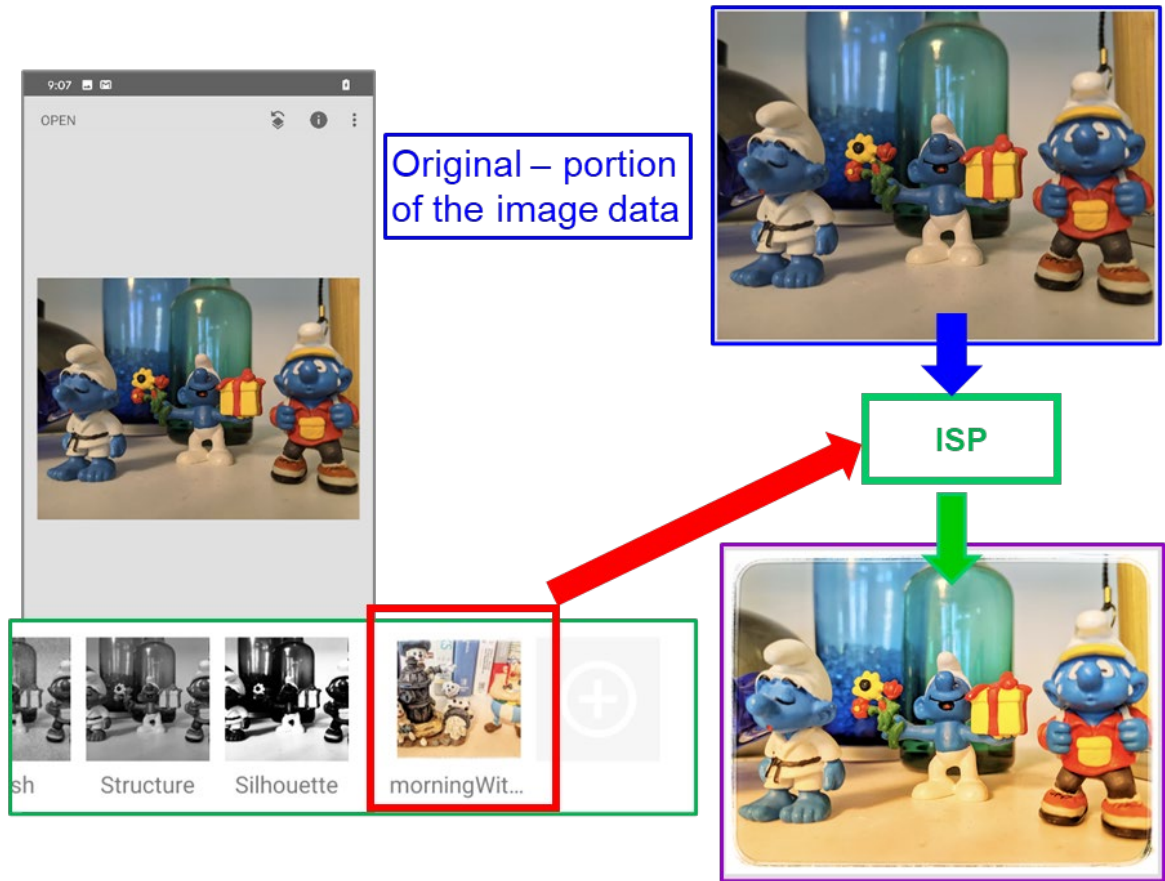 9:07
OPEN
Original – portion
of the image data
ISP
sh
Structure
Silhouette
morningWit...